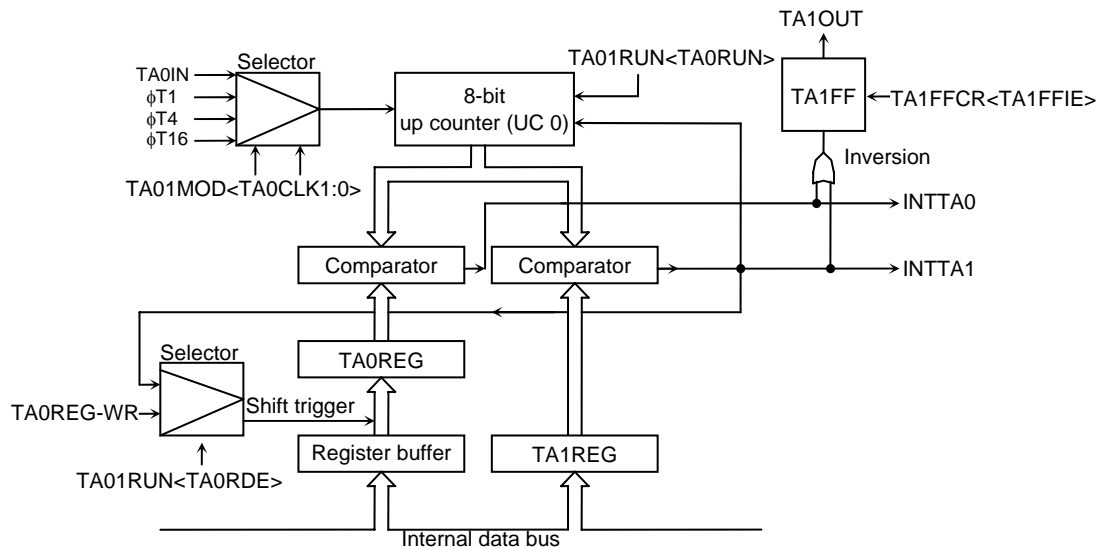 TA1OUT
Selector
TA01RUN<TA0RUN>
TA0IN
ϕT1
ϕT4
ϕT16
8-bit
up counter (UC 0)
TA1FF
TA1FFCR<TA1FFIE>
Inversion
TA01MOD<TA0CLK1:0>
INTTA0
Comparator
Comparator
INTTA1
Selector
TA0REG
TA0REG-WR
Shift trigger
Register buffer
TA1REG
TA01RUN<TA0RDE>
Internal data bus